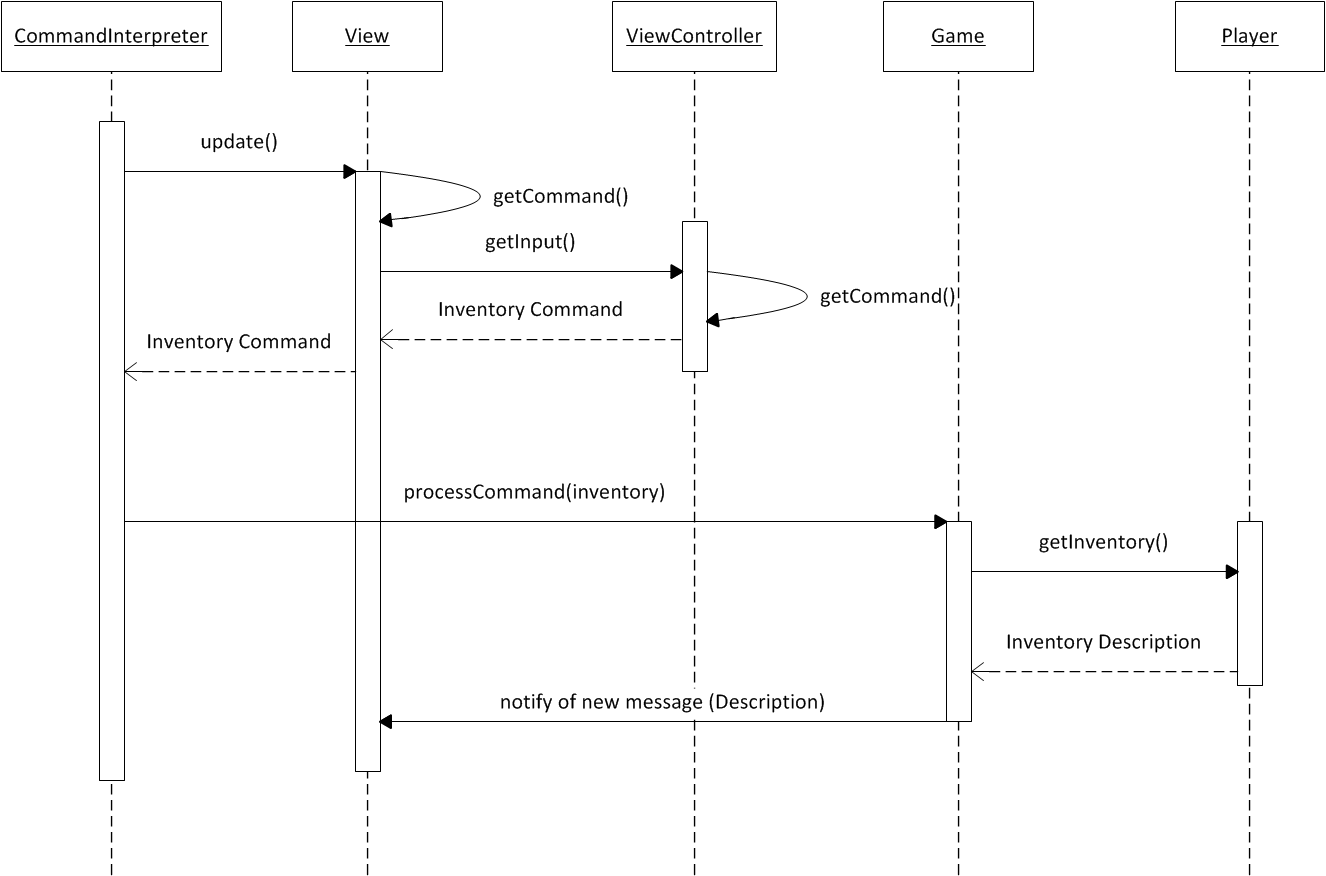 CommandInterpreter
View
ViewController
Game
Player
update()
getCommand()
getInput()
getCommand()
Inventory Command
Inventory Command
processCommand(inventory)
getInventory()
Inventory Description
notify of new message (Description)